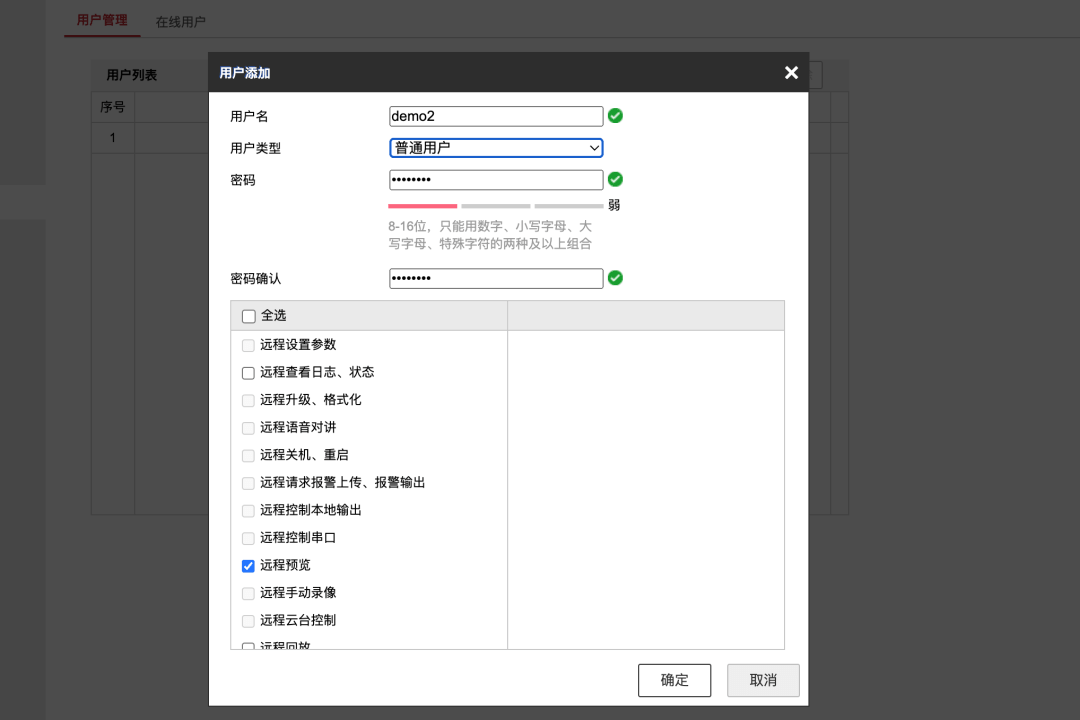 用户管理 在线用户
用户列表
序号
1
用户添加
用户名 demo2
用户类型 普通用户
密码 ••••••••
弱
8-16位，只能用数字、小写字母、大
写字母、特殊字符的两种及以上组合
密码确认 ••••••••
全选
远程设置参数
远程查看日志、状态
远程升级、格式化
远程语音对讲
远程关机、重启
远程请求报警上传、报警输出
远程控制本地输出
远程控制串口
远程预览
远程手动录像
远程云台控制
远程回放
确定 取消